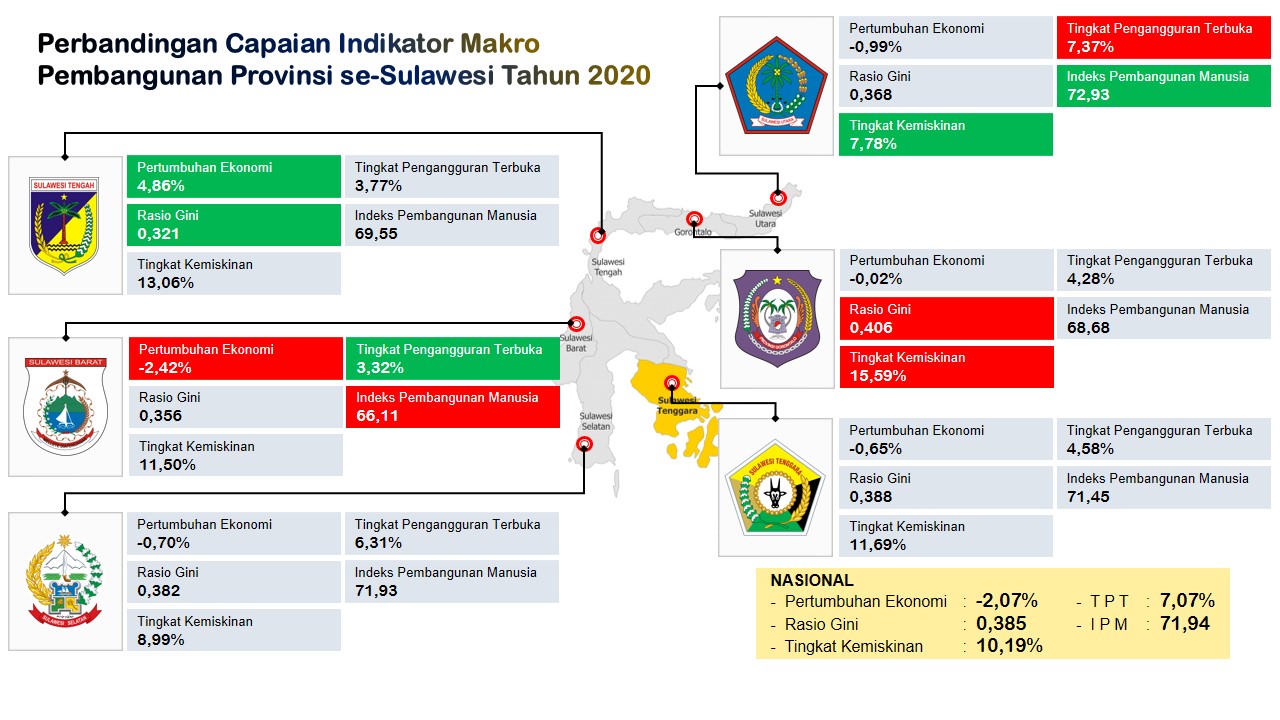 Perbandingan Capaian Indikator Makro
Pembangunan Provinsi se-Sulawesi Tahun 2020
SULAWESI TENGAH
Pertumbuhan Ekonomi
4,86%
Tingkat Pengangguran Terbuka
3,77%
Rasio Gini
0,321
Indeks Pembangunan Manusia
69,55
Tingkat Kemiskinan
13,06%
SULAWESI BARAT
Pertumbuhan Ekonomi
-2,42%
Tingkat Pengangguran Terbuka
3,32%
Rasio Gini
0,356
Indeks Pembangunan Manusia
66,11
Tingkat Kemiskinan
11,50%
SULAWESI SELATAN
Pertumbuhan Ekonomi
-0,70%
Tingkat Pengangguran Terbuka
6,31%
Rasio Gini
0,382
Indeks Pembangunan Manusia
71,93
Tingkat Kemiskinan
8,99%
Sulawesi
Utara
Gorontalo
Sulawesi
Tengah
Sulawesi
Barat
Sulawesi
Tenggara
Sulawesi
Selatan
SULAWESI UTARA
Pertumbuhan Ekonomi
-0,99%
Tingkat Pengangguran Terbuka
7,37%
Rasio Gini
0,368
Indeks Pembangunan Manusia
72,93
Tingkat Kemiskinan
7,78%
PROVINSI GORONTALO
Pertumbuhan Ekonomi
-0,02%
Tingkat Pengangguran Terbuka
4,28%
Rasio Gini
0,406
Indeks Pembangunan Manusia
68,68
Tingkat Kemiskinan
15,59%
SULAWESI TENGGARA
Pertumbuhan Ekonomi
-0,65%
Tingkat Pengangguran Terbuka
4,58%
Rasio Gini
0,388
Indeks Pembangunan Manusia
71,45
Tingkat Kemiskinan
11,69%
NASIONAL
- Pertumbuhan Ekonomi : -2,07% - T P T : 7,07%
- Rasio Gini : 0,385 - I P M : 71,94
- Tingkat Kemiskinan : 10,19%